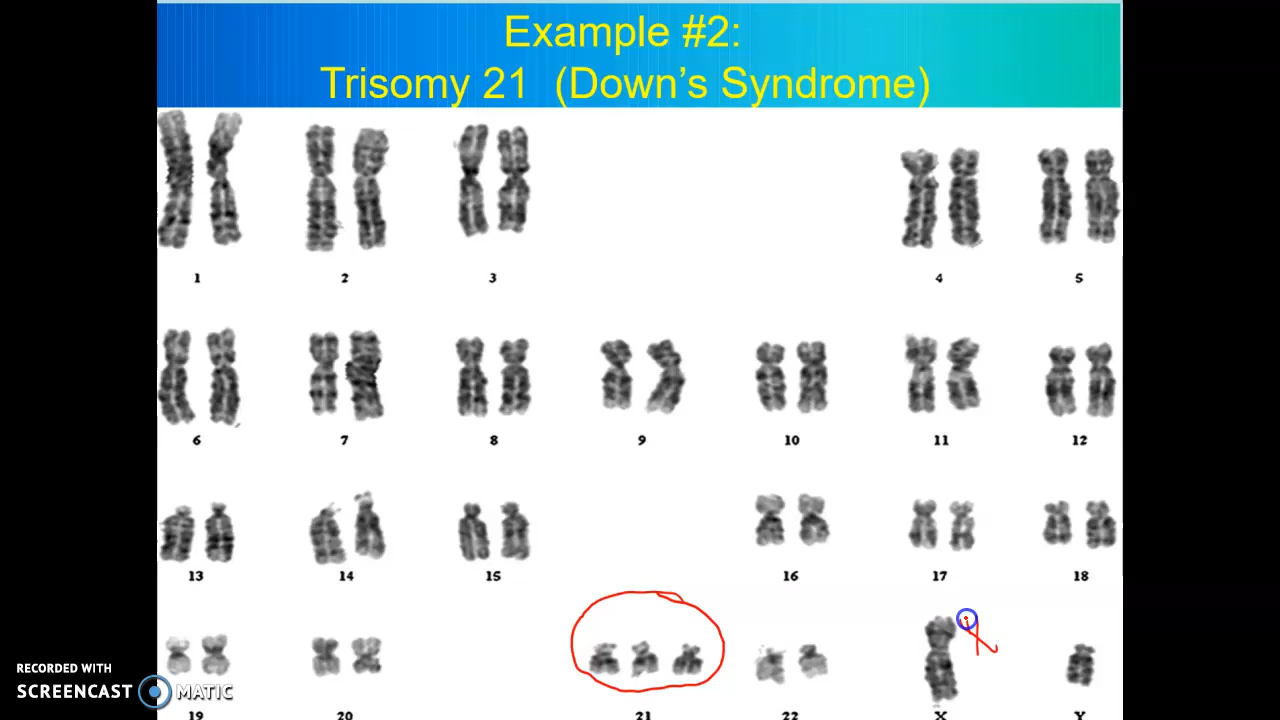 Example #2:
Trisomy 21 (Down's Syndrome)
1 2 3 4 5
6 7 8 9 10 11 12
13 14 15 16 17 18
19 20 21 22 X Y
RECORDED WITH
SCREENCAST MATIC